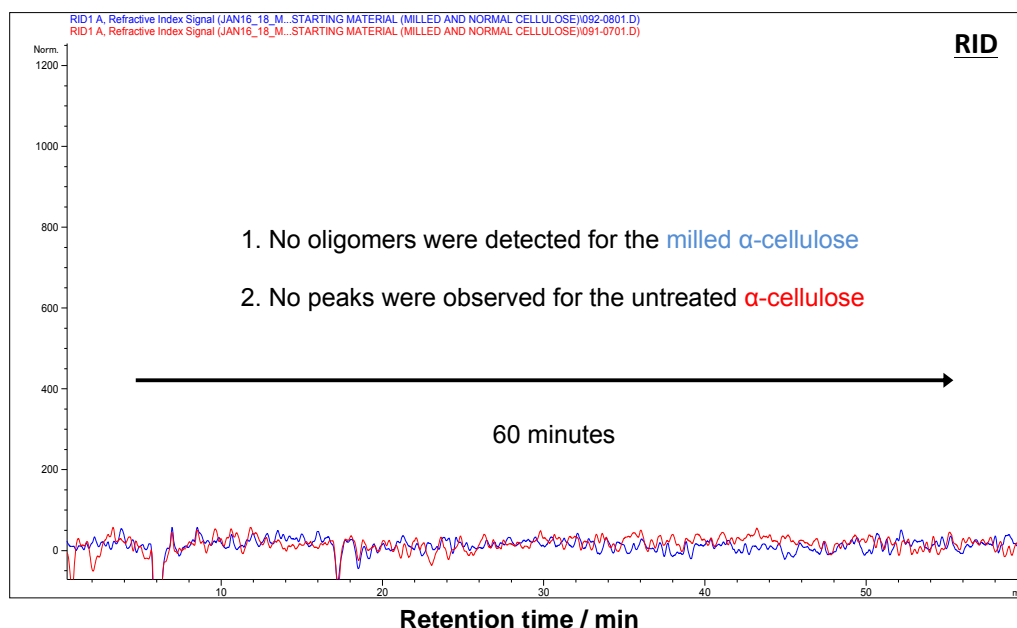 RID1 A, Refractive Index Signal (JAN16_18_M...STARTING MATERIAL (MILLED AND NORMAL CELLULOSE)\092-0801.D)
RID1 A, Refractive Index Signal (JAN16_18_M...STARTING MATERIAL (MILLED AND NORMAL CELLULOSE)\091-0701.D)
Norm.
RID
1200
1000
800
1. No oligomers were detected for the milled α-cellulose
2. No peaks were observed for the untreated α-cellulose
600
400
60 minutes
200
0
10 20 30 40 50
Retention time / min